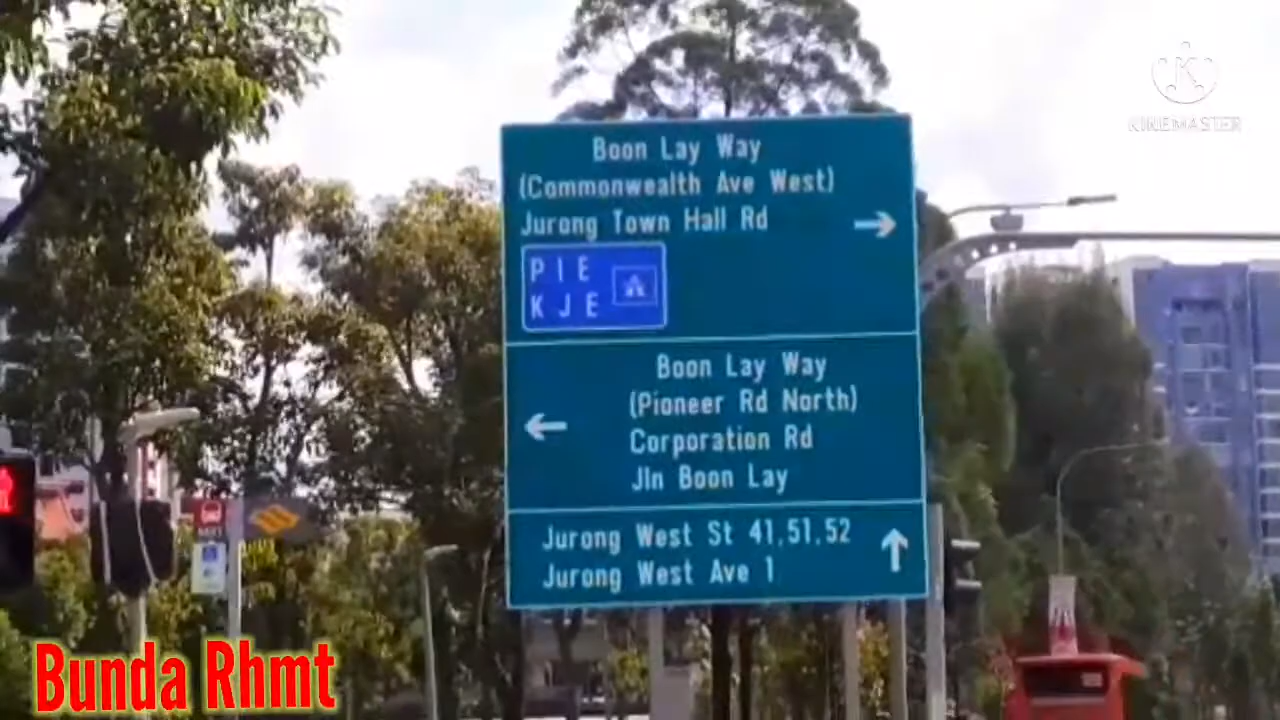 KINEMASTER
Boon Lay Way
(Commonwealth Ave West)
Jurong Town Hall Rd
PIE
KJE
Boon Lay Way
(Pioneer Rd North)
Corporation Rd
Jln Boon Lay
Jurong West St 41,51,52
Jurong West Ave 1
Bunda Rhmt